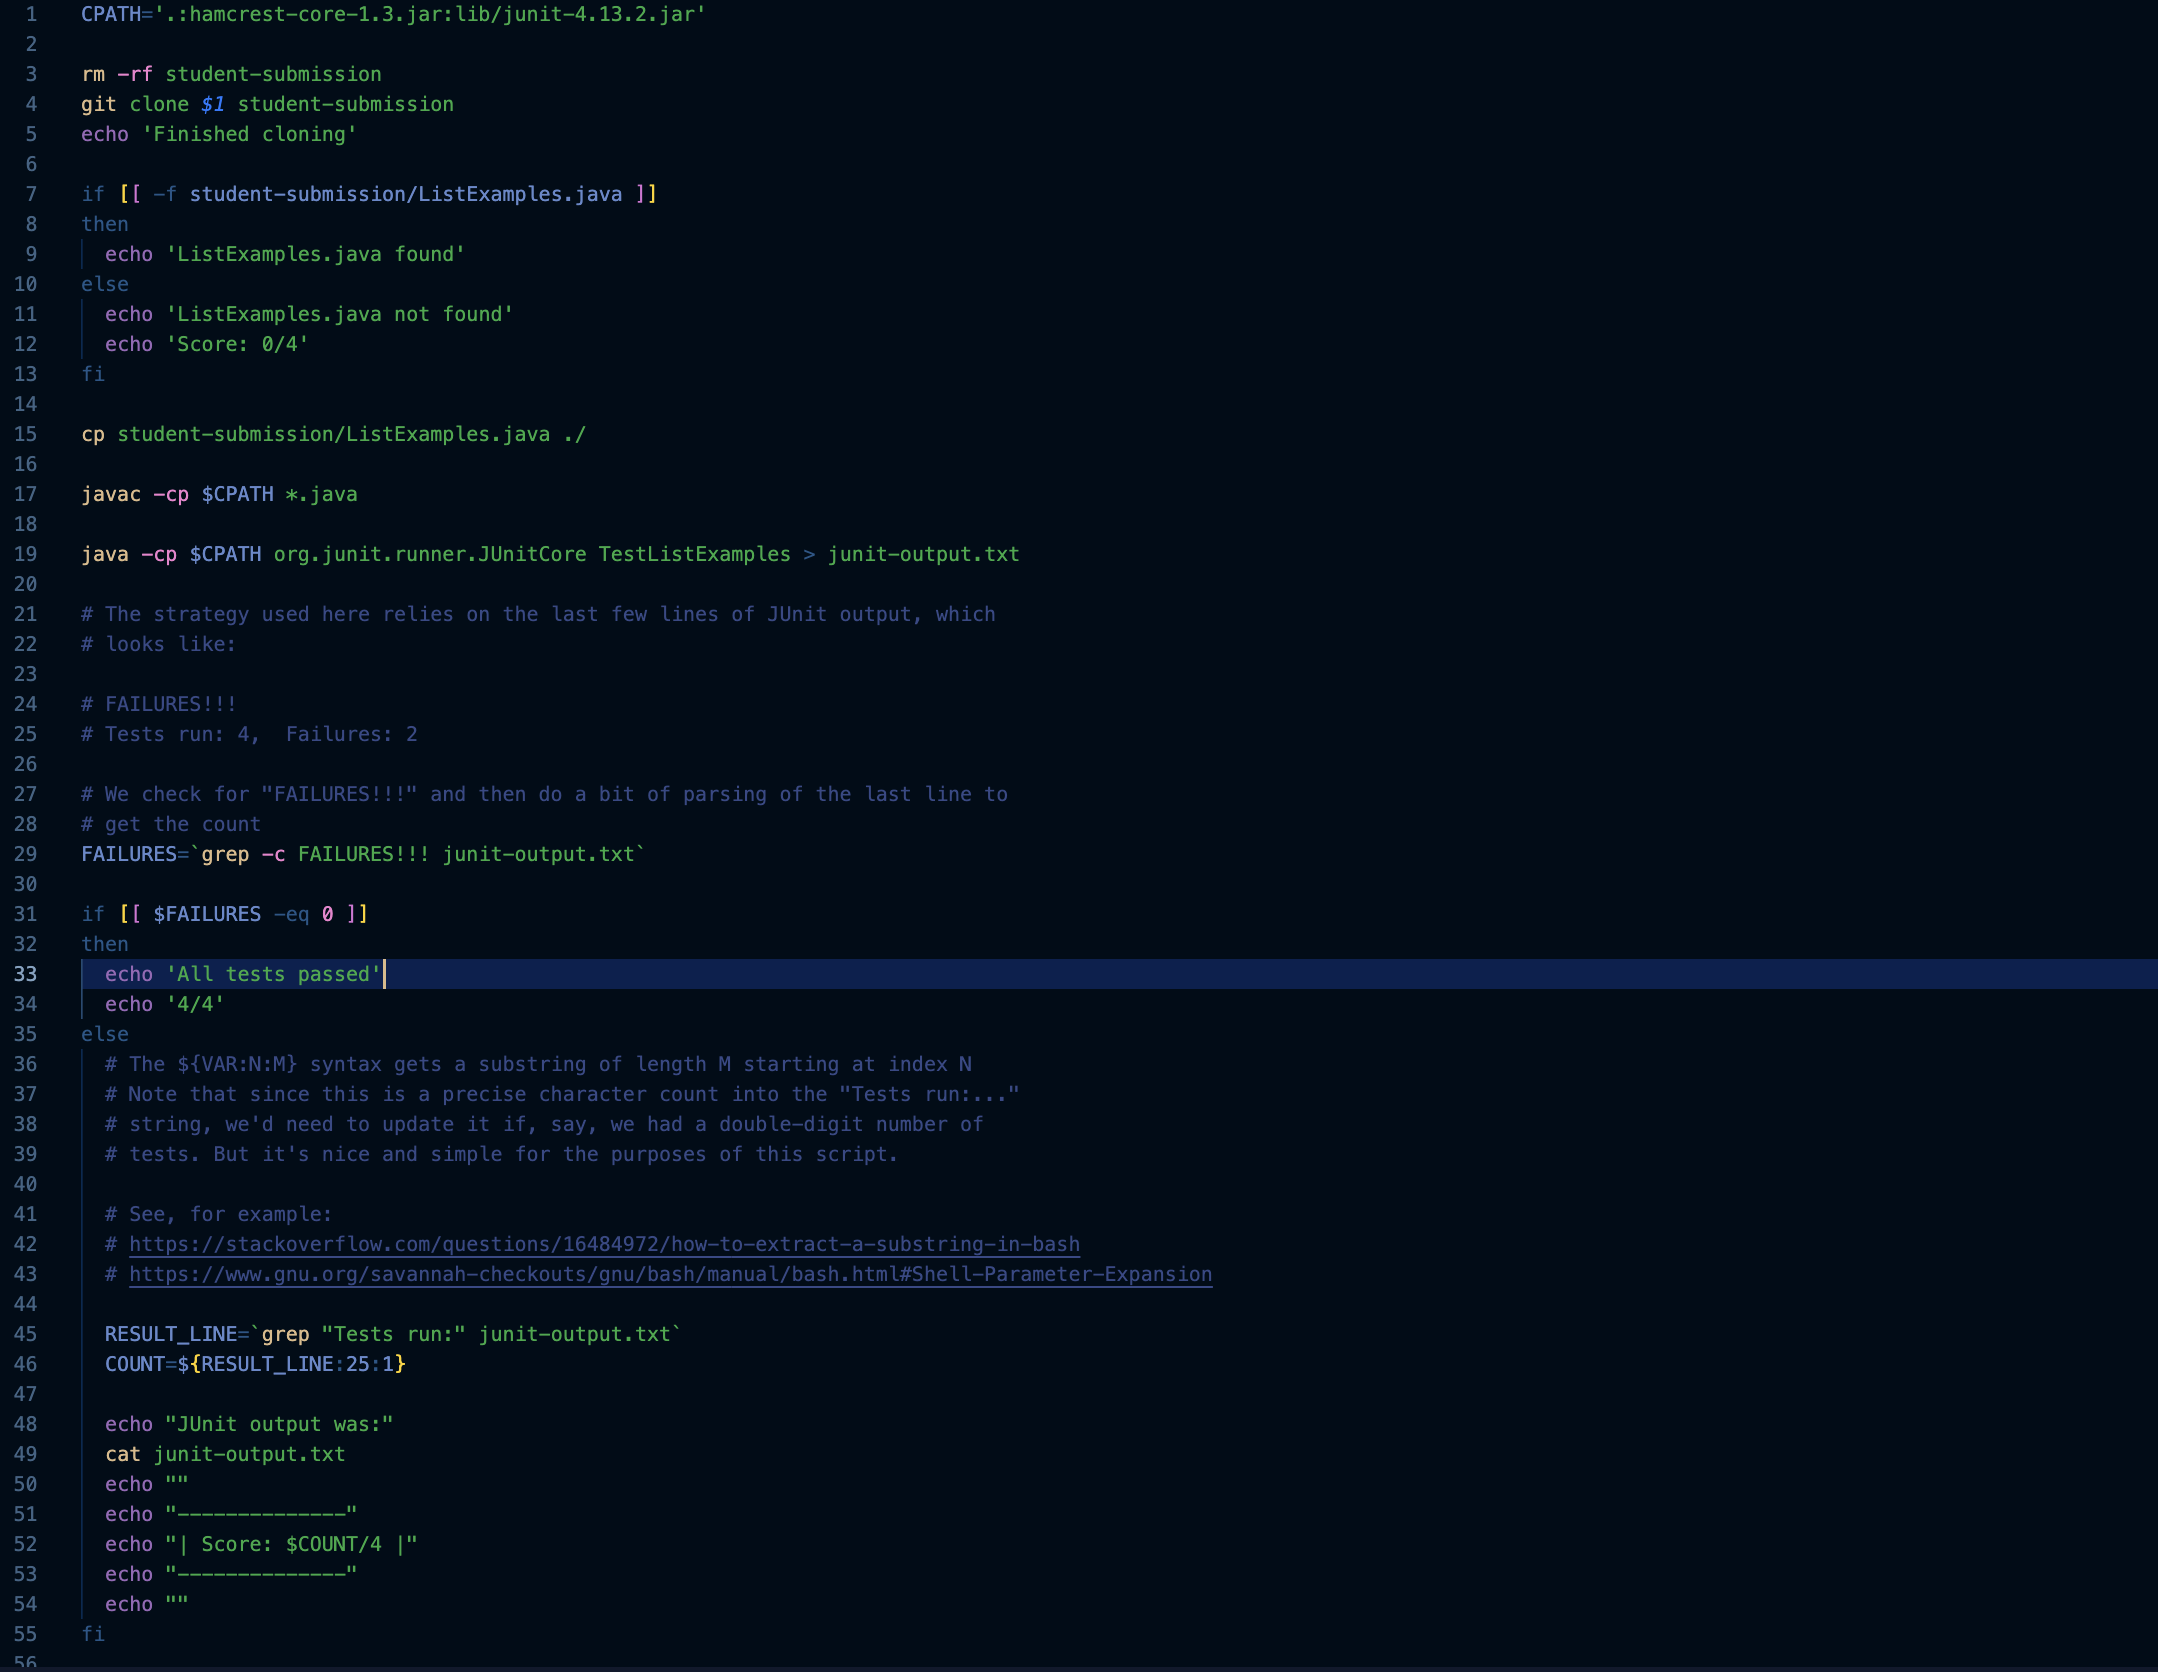 1 CPATH='.:hamcrest-core-1.3.jar:lib/junit-4.13.2.jar'
2
3 rm -rf student-submission
4 git clone $1 student-submission
5 echo 'Finished cloning'
6
7 if [[ -f student-submission/ListExamples.java ]]
8 then
9   echo 'ListExamples.java found'
10 else
11   echo 'ListExamples.java not found'
12   echo 'Score: 0/4'
13 fi
14
15 cp student-submission/ListExamples.java ./
16
17 javac -cp $CPATH *.java
18
19 java -cp $CPATH org.junit.runner.JUnitCore TestListExamples > junit-output.txt
20
21 # The strategy used here relies on the last few lines of JUnit output, which
22 # looks like:
23
24 # FAILURES!!!
25 # Tests run: 4,  Failures: 2
26
27 # We check for "FAILURES!!!" and then do a bit of parsing of the last line to
28 # get the count
29 FAILURES=`grep -c FAILURES!!! junit-output.txt`
30
31 if [[ $FAILURES -eq 0 ]]
32 then
33   echo 'All tests passed'
34   echo '4/4'
35 else
36   # The ${VAR:N:M} syntax gets a substring of length M starting at index N
37   # Note that since this is a precise character count into the "Tests run:..."
38   # string, we'd need to update it if, say, we had a double-digit number of
39   # tests. But it's nice and simple for the purposes of this script.
40
41   # See, for example:
42   # https://stackoverflow.com/questions/16484972/how-to-extract-a-substring-in-bash
43   # https://www.gnu.org/savannah-checkouts/gnu/bash/manual/bash.html#Shell-Parameter-Expansion
44
45   RESULT_LINE=`grep "Tests run:" junit-output.txt`
46   COUNT=${RESULT_LINE:25:1}
47
48   echo "JUnit output was:"
49   cat junit-output.txt
50   echo ""
51   echo "--------------"
52   echo "| Score: $COUNT/4 |"
53   echo "--------------"
54   echo ""
55 fi
56